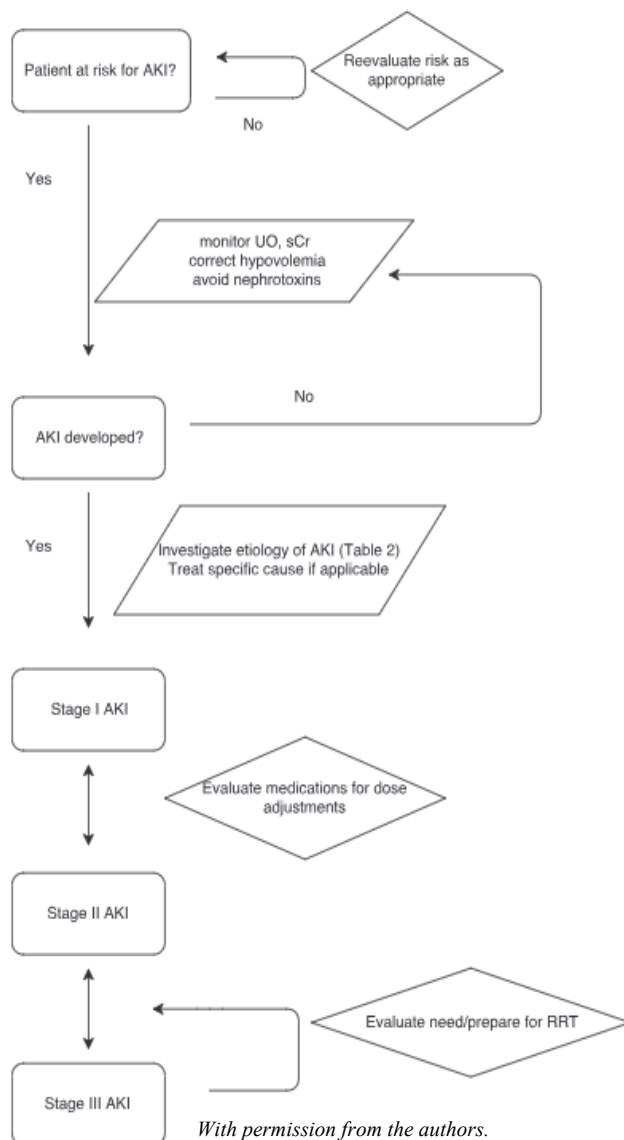 Patient at risk for AKI?
Reevaluate risk as
appropriate
No
Yes
monitor UO, sCr
correct hypovolemia
avoid nephrotoxins
No
AKI developed?
Yes
Investigate etiology of AKI (Table 2)
Treat specific cause if applicable
Stage I AKI
Evaluate medications for dose
adjustments
Stage II AKI
Evaluate need/prepare for RRT
Stage III AKI
With permission from the authors.